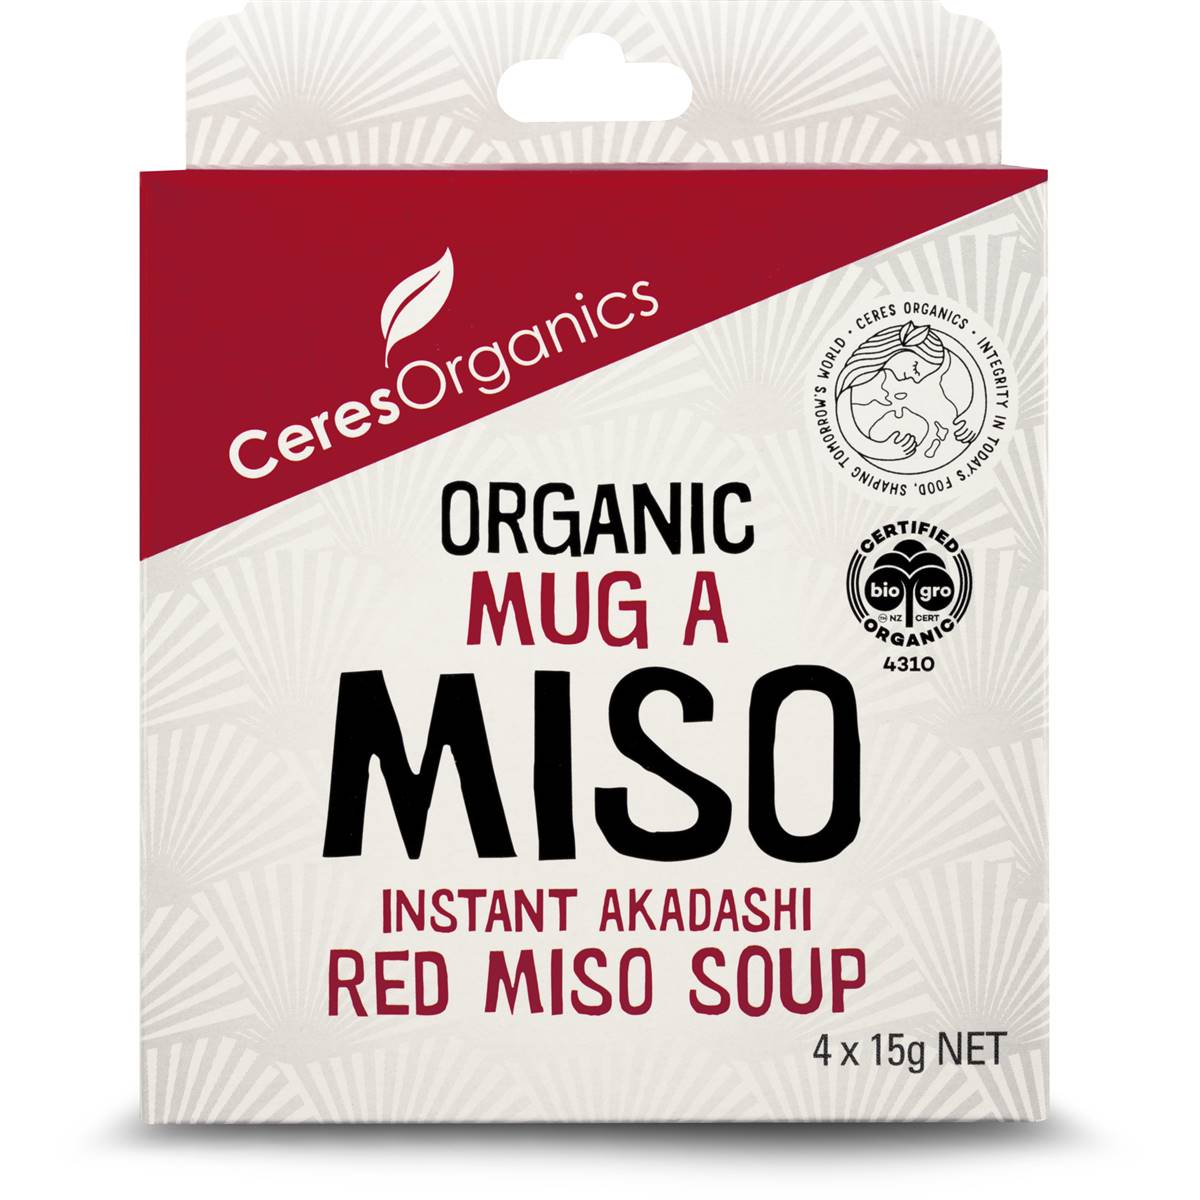 CeresOrganics
CERES ORGANICS · INTEGRITY IN TODAY'S FOOD, SHAPING TOMORROW'S WORLD ·
ORGANIC
MUG A
MISO
INSTANT AKADASHI
RED MISO SOUP
4 x 15g NET
CERTIFIED
bio gro
TM NZ CERT
ORGANIC
4310